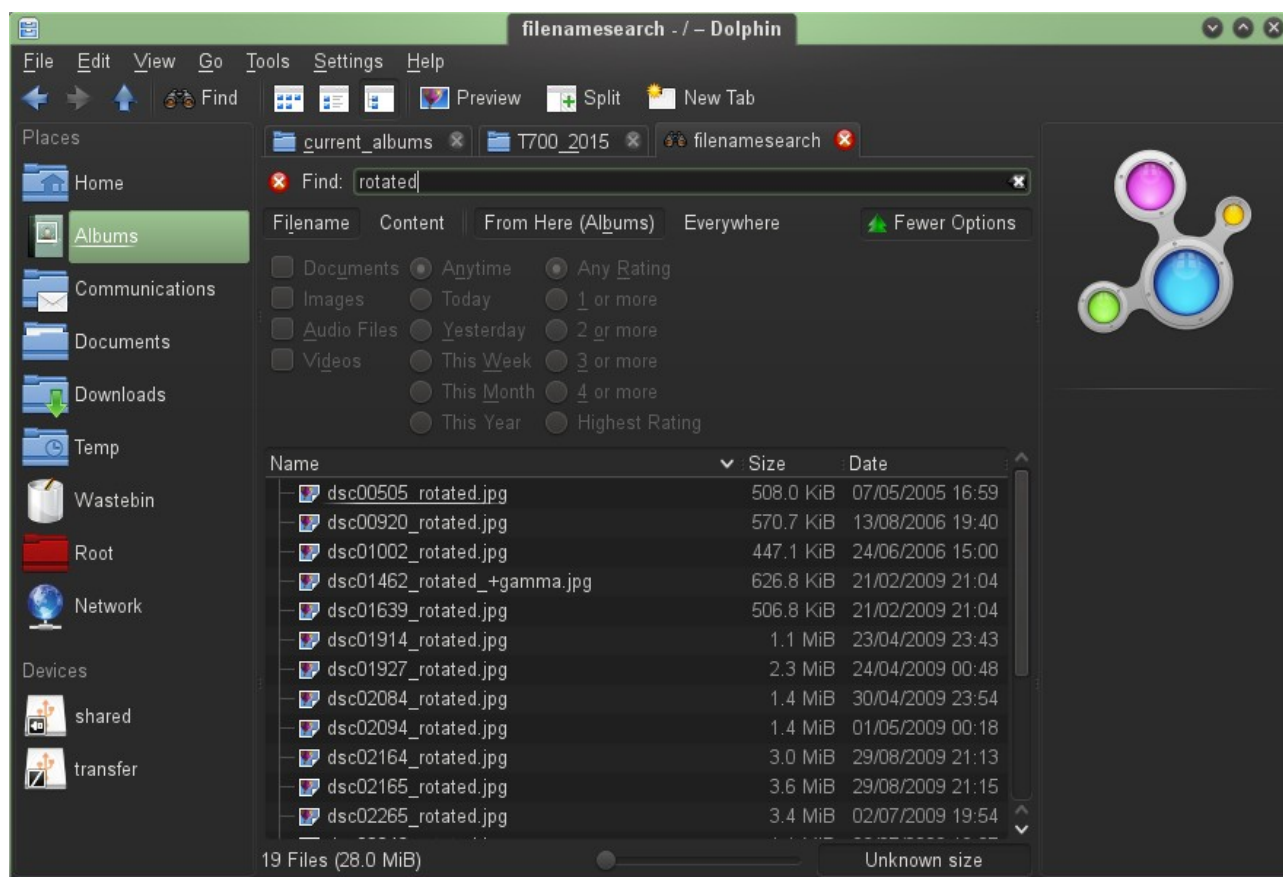 filenamesearch - / – Dolphin
File Edit View Go Tools Settings Help
Find Preview Split New Tab
Places
Home
Albums
Communications
Documents
Downloads
Temp
Wastebin
Root
Network
Devices
shared
transfer
current_albums T700_2015 filenamesearch
Find: rotated
Filename Content From Here (Albums) Everywhere Fewer Options
Documents Anytime Any Rating
Images Today 1 or more
Audio Files Yesterday 2 or more
Videos This Week 3 or more
This Month 4 or more
This Year Highest Rating
Name Size Date
dsc00505_rotated.jpg 508.0 KiB 07/05/2005 16:59
dsc00920_rotated.jpg 570.7 KiB 13/08/2006 19:40
dsc01002_rotated.jpg 447.1 KiB 24/06/2006 15:00
dsc01462_rotated_+gamma.jpg 626.8 KiB 21/02/2009 21:04
dsc01639_rotated.jpg 506.8 KiB 21/02/2009 21:04
dsc01914_rotated.jpg 1.1 MiB 23/04/2009 23:43
dsc01927_rotated.jpg 2.3 MiB 24/04/2009 00:48
dsc02084_rotated.jpg 1.4 MiB 30/04/2009 23:54
dsc02094_rotated.jpg 1.4 MiB 01/05/2009 00:18
dsc02164_rotated.jpg 3.0 MiB 29/08/2009 21:13
dsc02165_rotated.jpg 3.6 MiB 29/08/2009 21:15
dsc02265_rotated.jpg 3.4 MiB 02/07/2009 19:54
19 Files (28.0 MiB) Unknown size